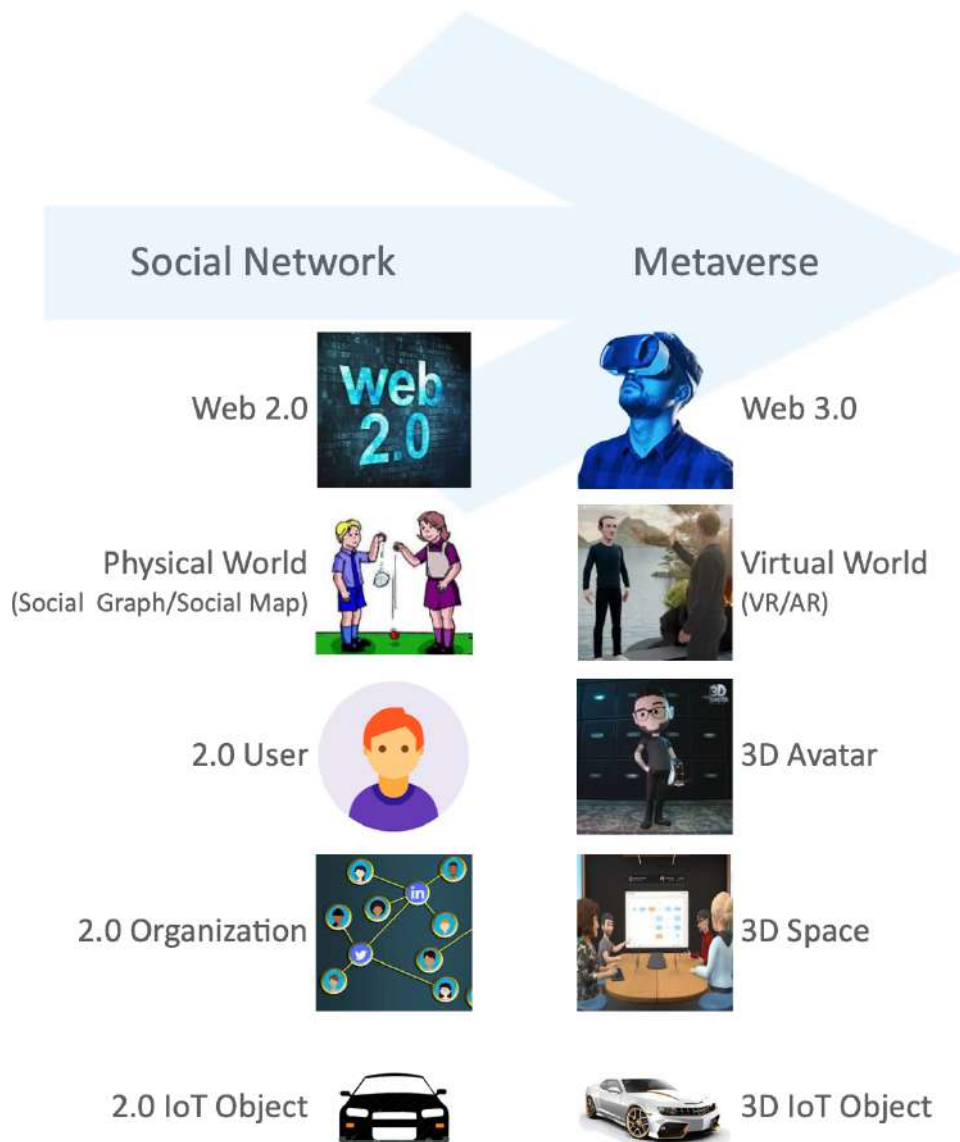 Social Network
Metaverse
Web 2.0
web
2.0
Web 3.0
Physical World
(Social Graph/Social Map)
Virtual World
(VR/AR)
2.0 User
3D
3D Avatar
2.0 Organization
in
3D Space
2.0 IoT Object
3D IoT Object